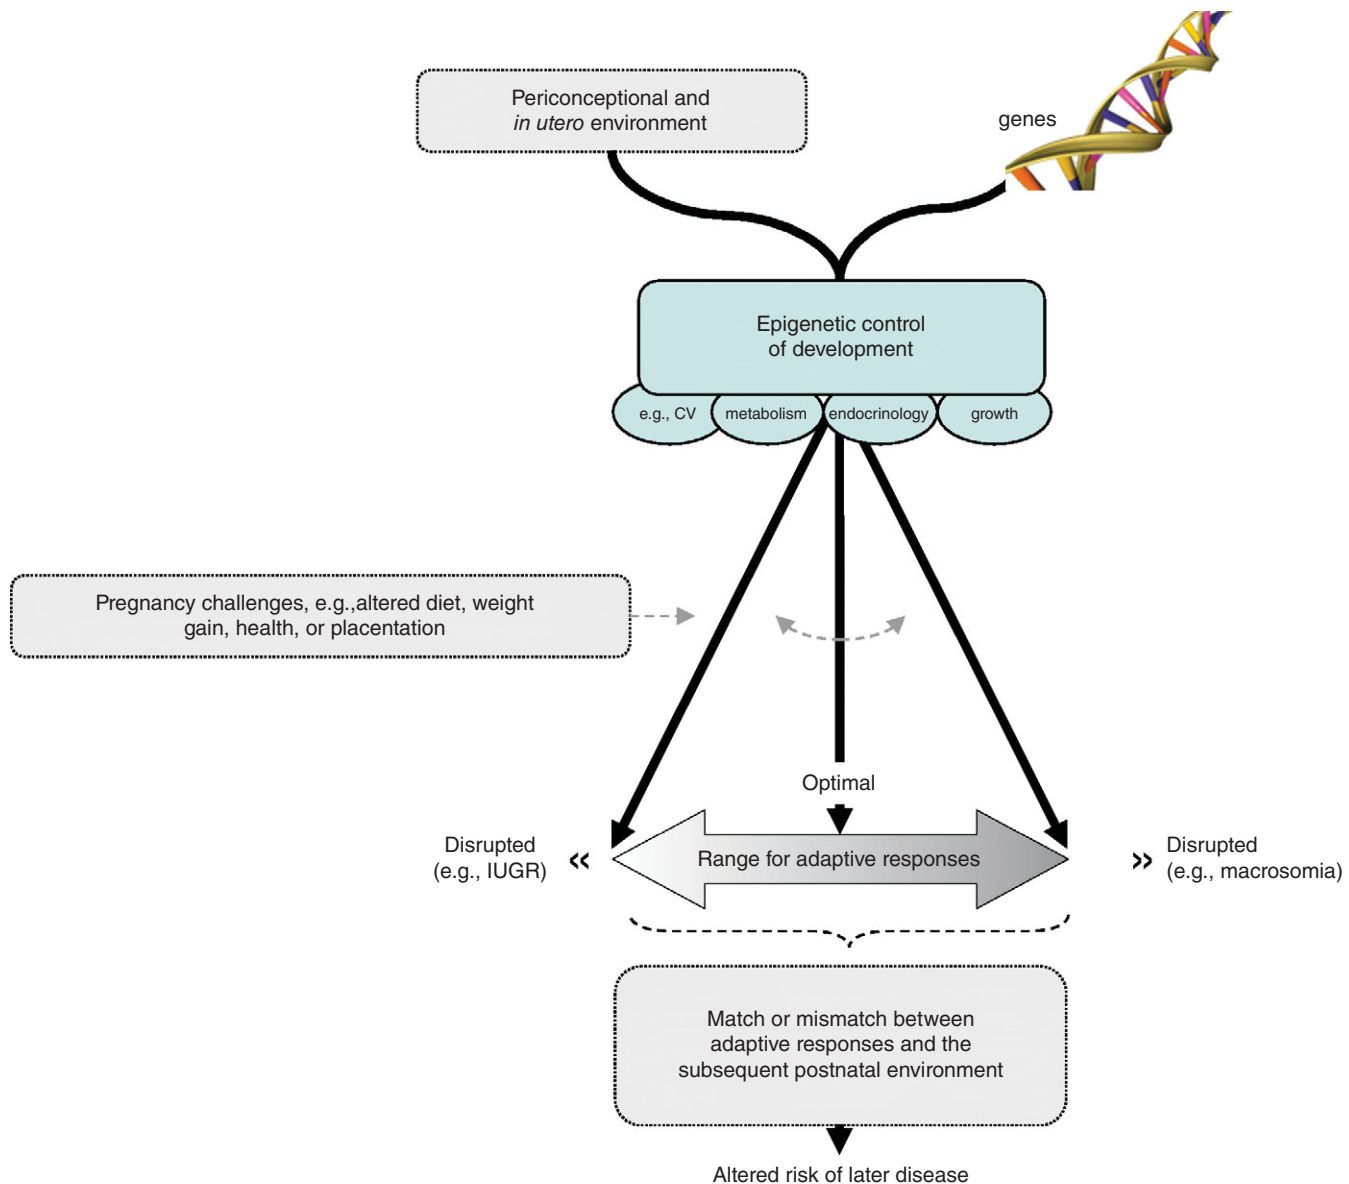 Periconceptional and
in utero environment
genes
Epigenetic control
of development
e.g., CV
metabolism
endocrinology
growth
Pregnancy challenges, e.g.,altered diet, weight
gain, health, or placentation
Optimal
Disrupted
(e.g., IUGR)
«
Range for adaptive responses
»
Disrupted
(e.g., macrosomia)
Match or mismatch between
adaptive responses and the
subsequent postnatal environment
Altered risk of later disease